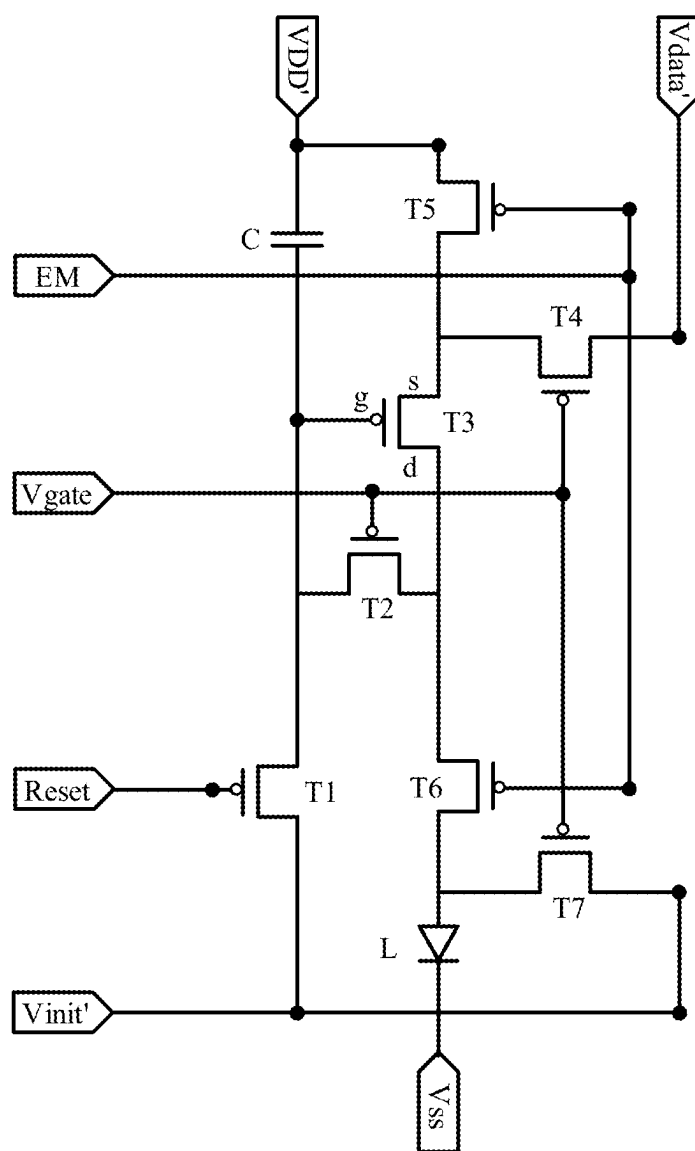 VDD'
Vdata'
T5
C
EM
T4
s
g
T3
d
Vgate
T2
Reset
T1
T6
T7
L
Vinit'
Vss